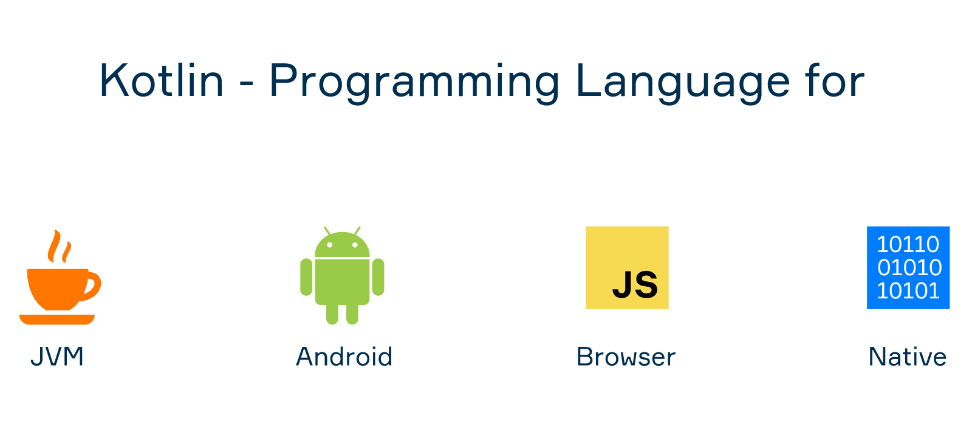 Kotlin - Programming Language for
JS
10110
01010
10101
JVM
Android
Browser
Native